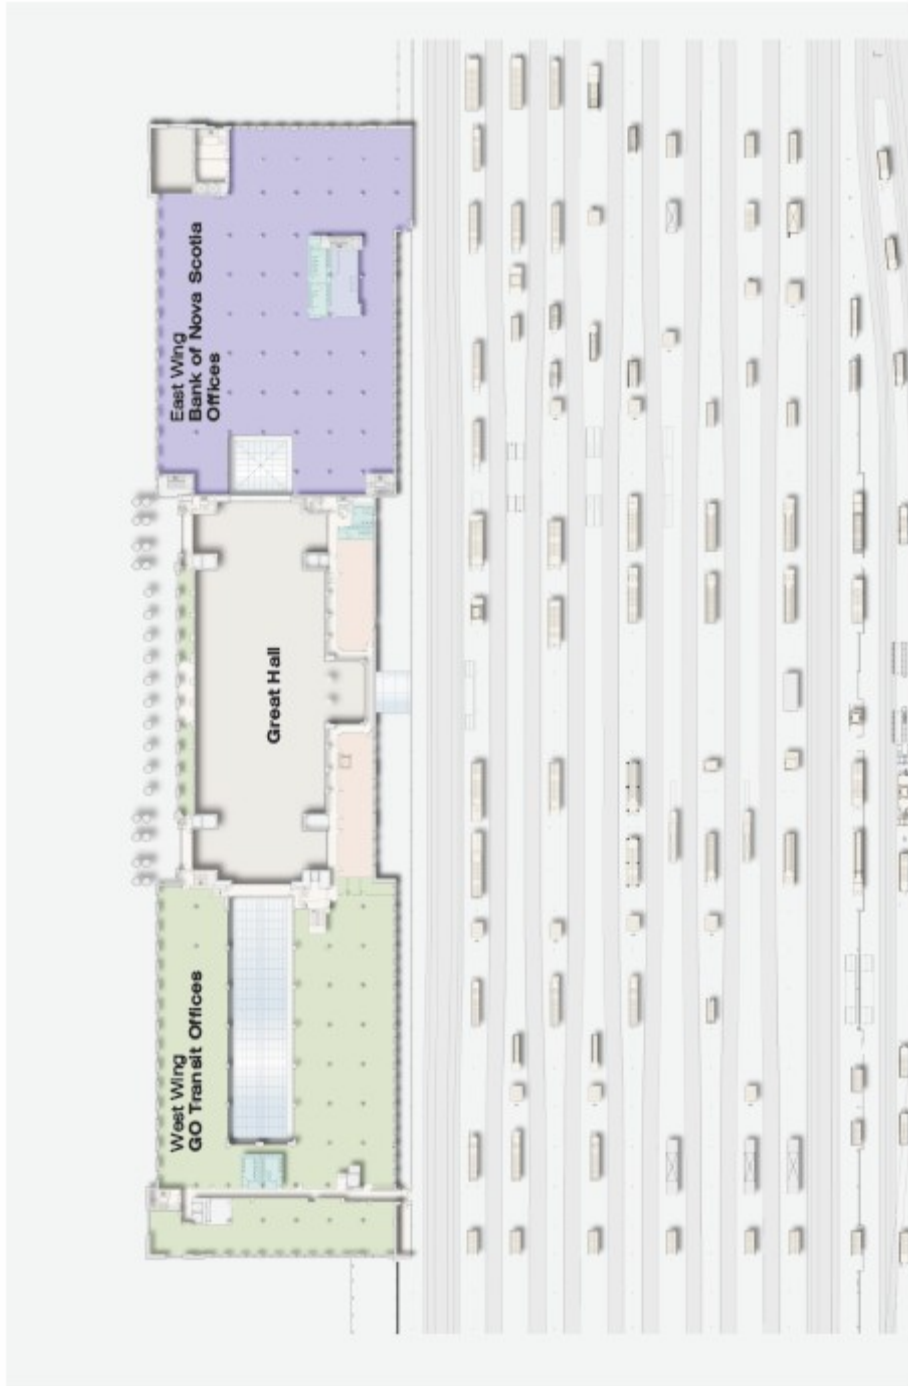 East Wing
Bank of Nova Scotia
Offices
Great Hall
West Wing
GO Transit Offices